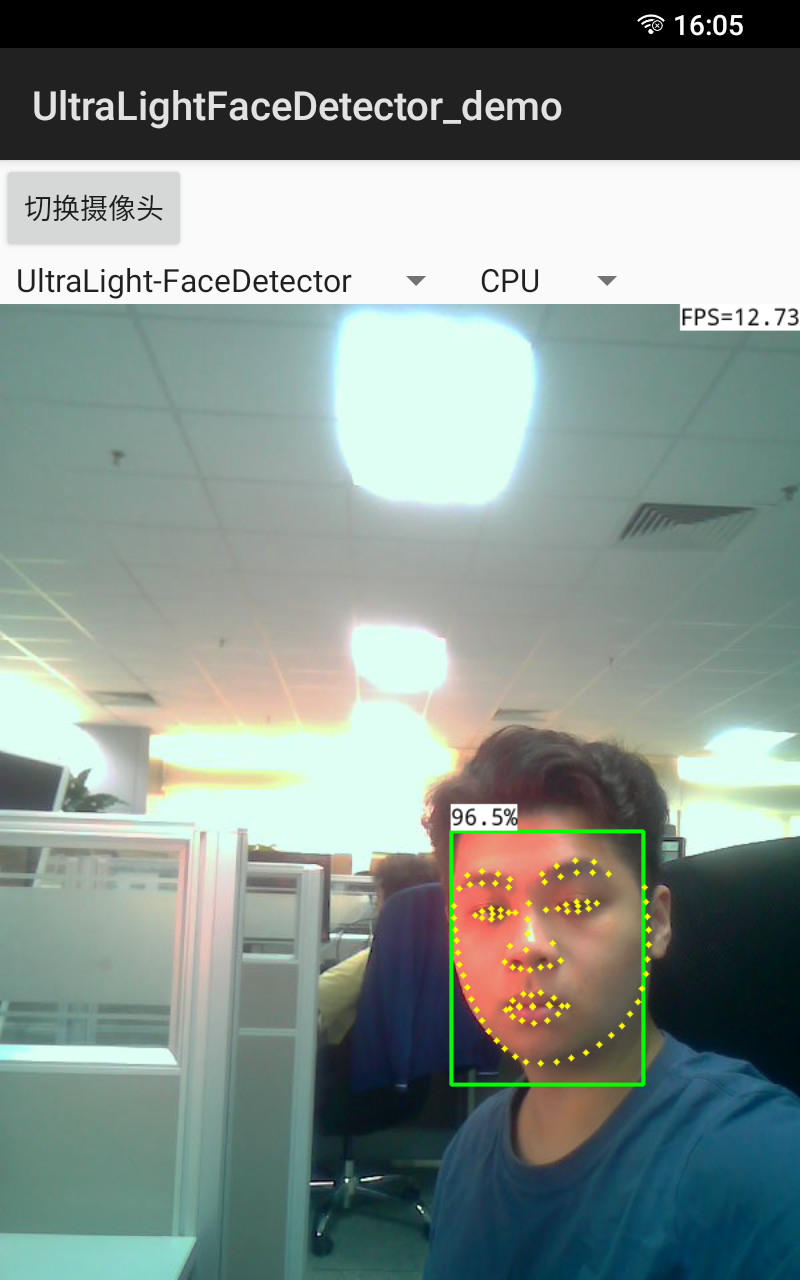 16:05
UltraLightFaceDetector_demo
切换摄像头
UltraLight-FaceDetector CPU
FPS=12.73
96.5%